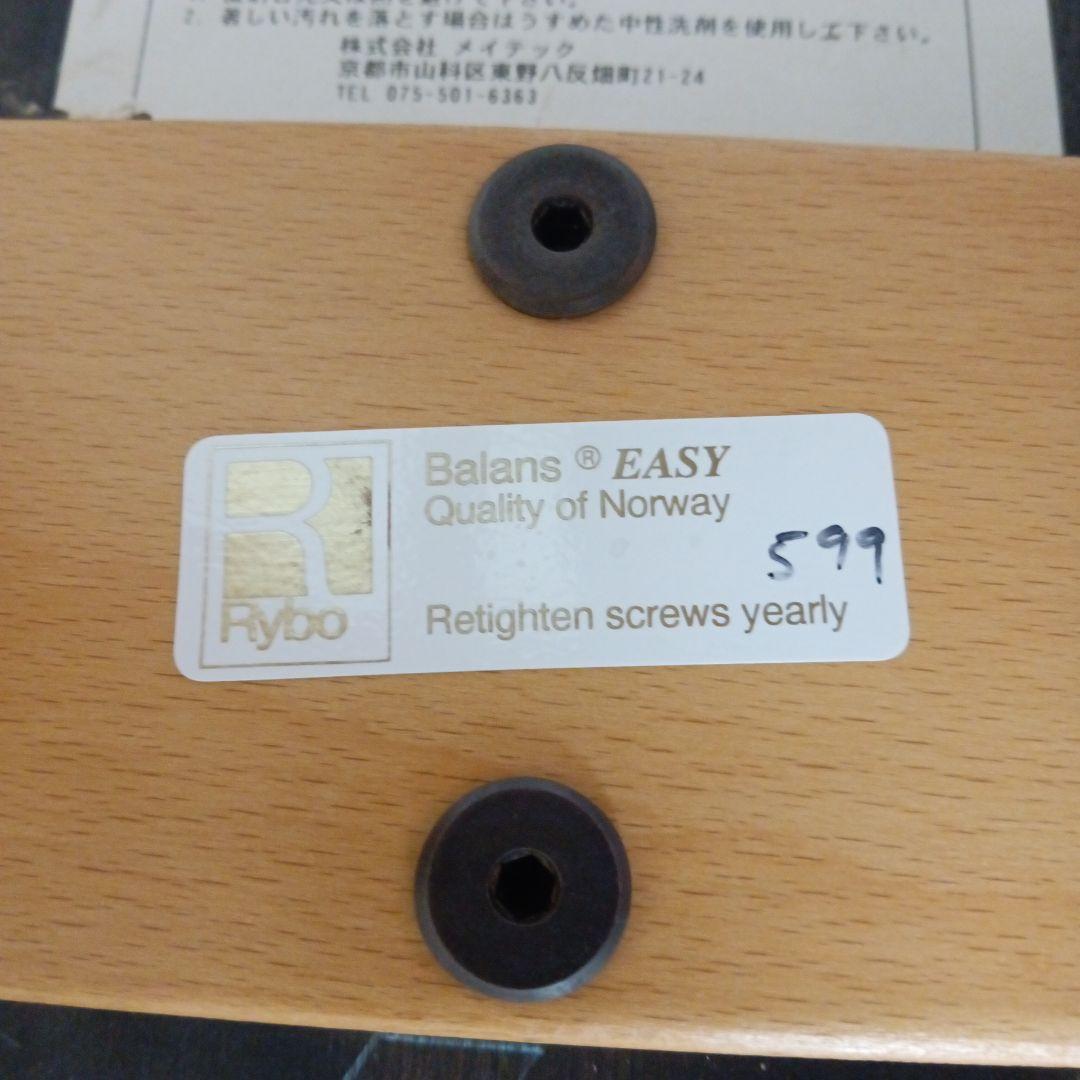 2. 著しい汚れを落とす場合はうすめた中性洗剤を使用し工下さい。
株式会社 メイテック
京都市山科区東野八反畑町21-24
TEL 075-501-6363
Balans ® EASY
Quality of Norway
599
Rybo
Retighten screws yearly